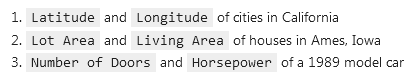 1. Latitude and Longitude of cities in California
2. Lot Area and Living Area of houses in Ames, Iowa
3. Number of Doors and Horsepower of a 1989 model car